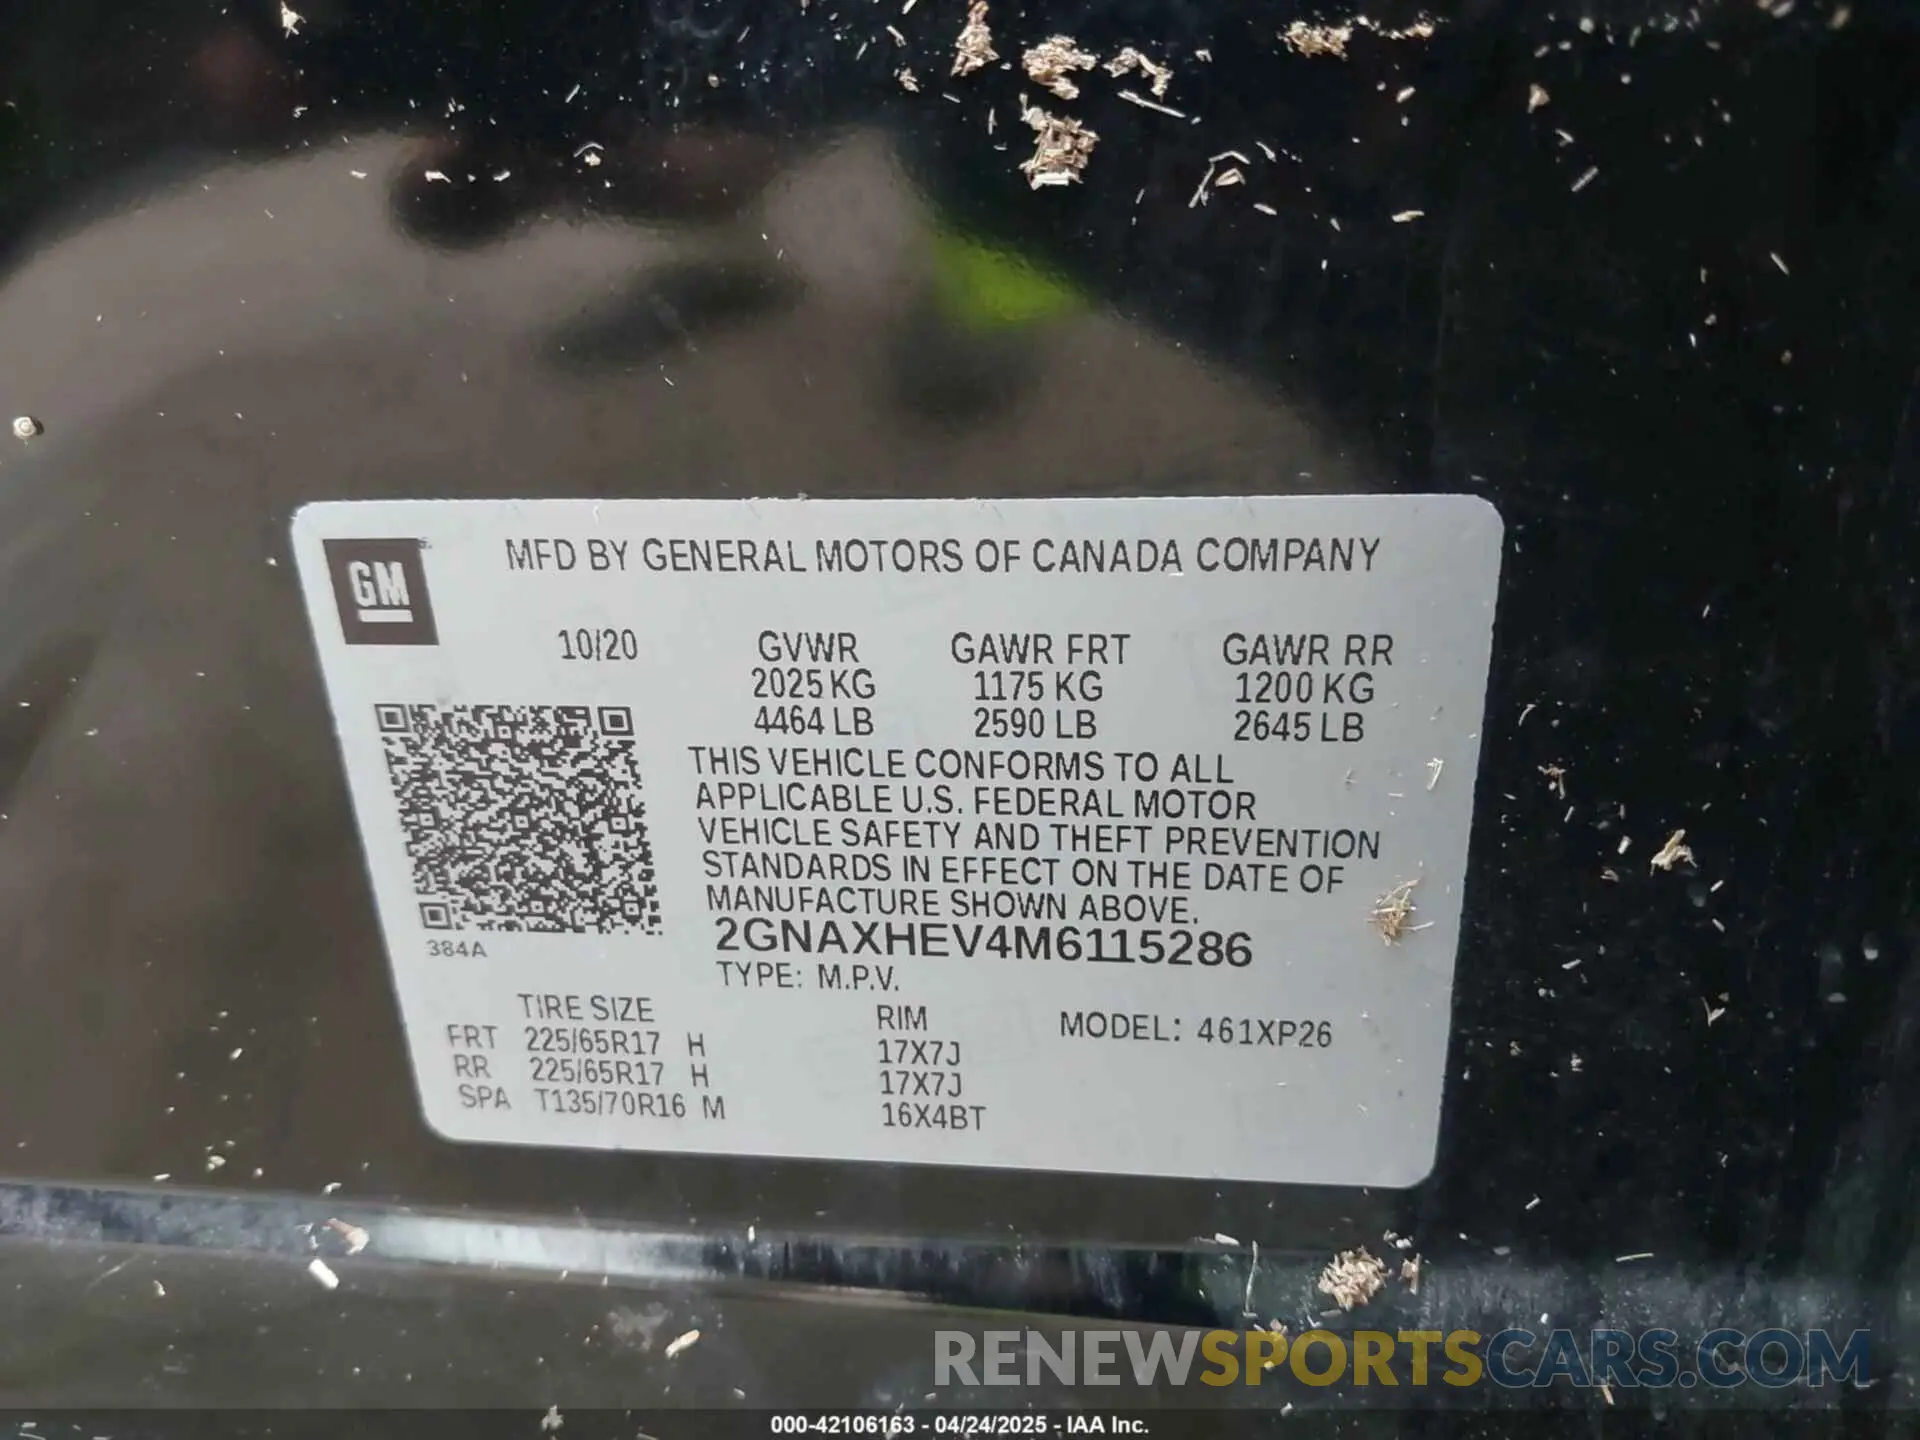 GM
MFD BY GENERAL MOTORS OF CANADA COMPANY
10/20 GVWR GAWR FRT GAWR RR
2025 KG 1175 KG 1200 KG
4464 LB 2590 LB 2645 LB
THIS VEHICLE CONFORMS TO ALL
APPLICABLE U.S. FEDERAL MOTOR
VEHICLE SAFETY AND THEFT PREVENTION
STANDARDS IN EFFECT ON THE DATE OF
MANUFACTURE SHOWN ABOVE.
2GNAXHEV4M6115286
384A
TYPE: M.P.V.
TIRE SIZE RIM MODEL: 461XP26
FRT 225/65R17 H 17X7J
RR 225/65R17 H 17X7J
SPA T135/70R16 M 16X4BT
RENEWSPORTSCARS.COM
000-42106163 - 04/24/2025 - IAA Inc.